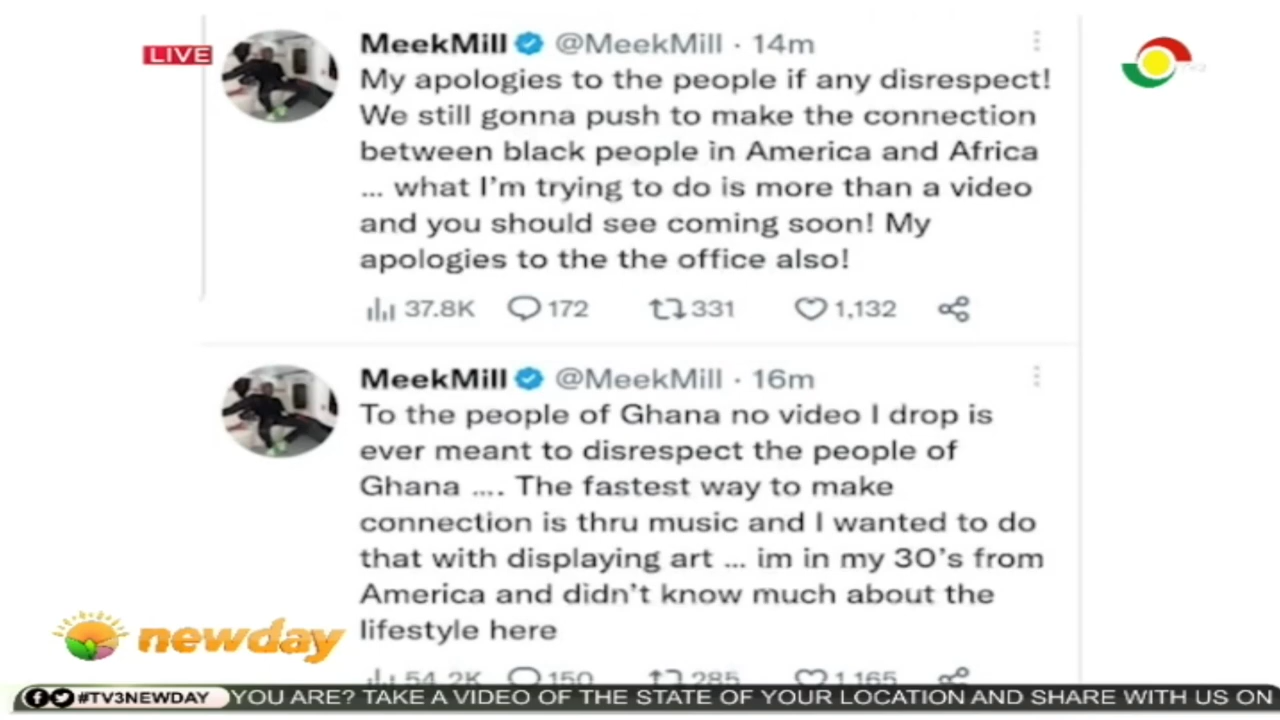 LIVE
MeekMill @MeekMill · 14m
My apologies to the people if any disrespect!
We still gonna push to make the connection
between black people in America and Africa
... what I'm trying to do is more than a video
and you should see coming soon! My
apologies to the the office also!
37.8K 172 331 1,132
MeekMill @MeekMill · 16m
To the people of Ghana no video I drop is
ever meant to disrespect the people of
Ghana .... The fastest way to make
connection is thru music and I wanted to do
that with displaying art ... im in my 30's from
America and didn't know much about the
lifestyle here
54.2K 150 285 1,165
newday
#TV3NEWDAY YOU ARE? TAKE A VIDEO OF THE STATE OF YOUR LOCATION AND SHARE WITH US ON